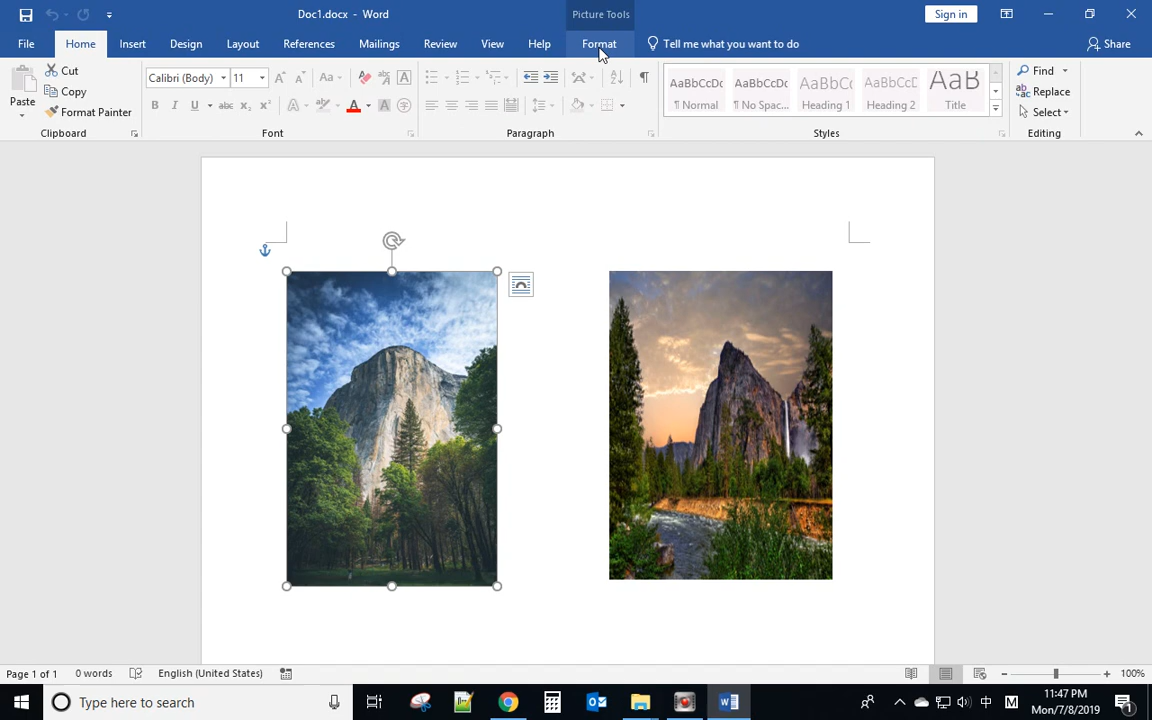 Doc1.docx - Word
Picture Tools
Sign in
File Home Insert Design Layout References Mailings Review View Help Format Tell me what you want to do Share
Paste
Cut
Copy
Format Painter
Calibri (Body) 11
AaBbCcDc AaBbCcDc AaBbCc AaBbCcD AaB
¶ Normal ¶ No Spac... Heading 1 Heading 2 Title
Find
Replace
Select
Clipboard Font Paragraph Styles Editing
Page 1 of 1 0 words English (United States) 100%
Type here to search
中 M
11:47 PM
Mon/7/8/2019
1